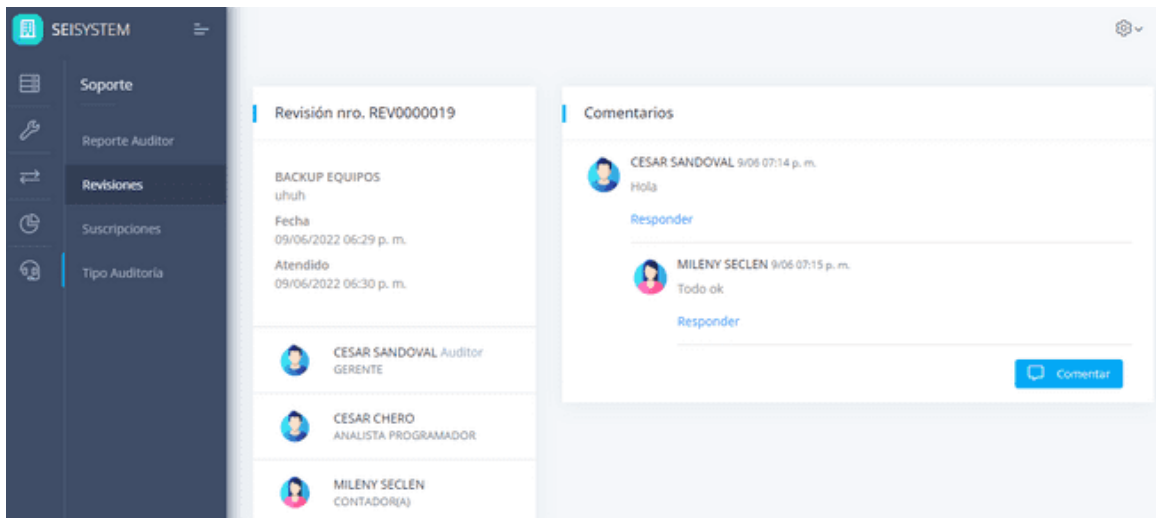 SEISYSTEM
Soporte
Reporte Auditor
Revisiones
Suscripciones
Tipo Auditoría
Revisión nro. REV0000019
BACKUP EQUIPOS
uhuh
Fecha
09/06/2022 06:29 p. m.
Atendido
09/06/2022 06:30 p. m.
CESAR SANDOVAL Auditor
GERENTE
CESAR CHERO
ANALISTA PROGRAMADOR
MILENY SECLEN
CONTADOR(A)
Comentarios
CESAR SANDOVAL 9/06 07:14 p. m.
Hola
Responder
MILENY SECLEN 9/06 07:15 p. m.
Todo ok
Responder
Comentar